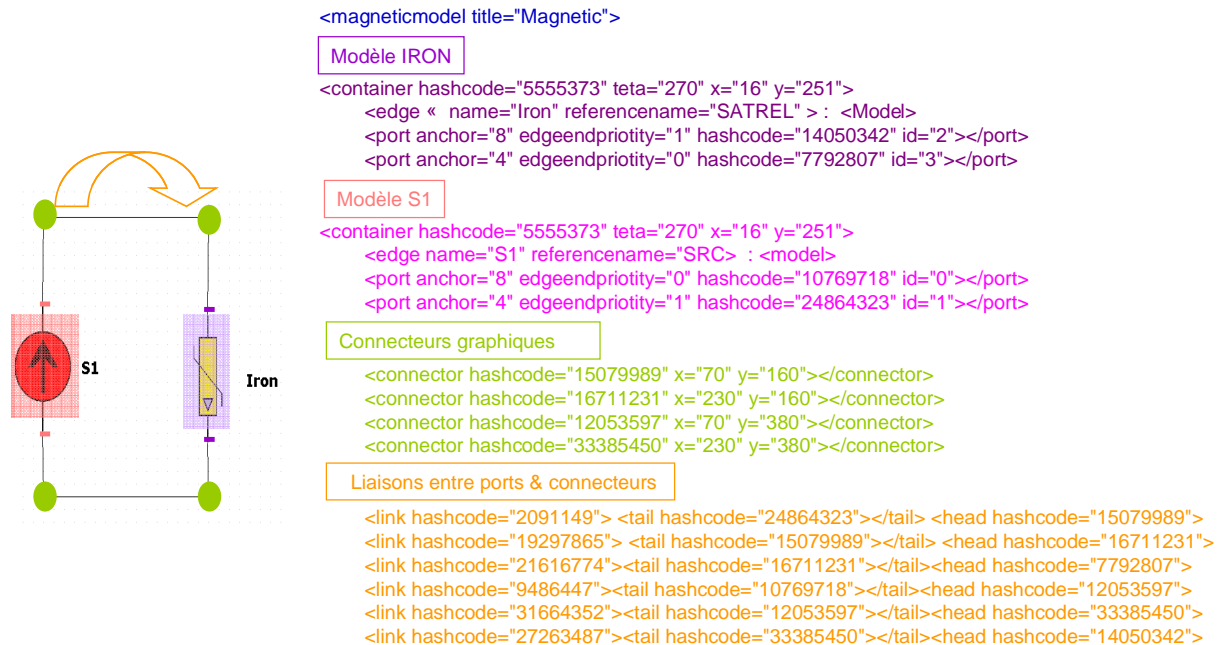 <magneticmodel title="Magnetic">
Modèle IRON
<container hashcode="5555373" teta="270" x="16" y="251">
<edge «  name="Iron" referencename="SATREL" > :  <Model>
<port anchor="8" edgeendpriotity="1" hashcode="14050342" id="2"></port>
<port anchor="4" edgeendpriotity="0" hashcode="7792807" id="3"></port>
Modèle S1
<container hashcode="5555373" teta="270" x="16" y="251">
<edge name="S1" referencename="SRC>  : <model>
<port anchor="8" edgeendpriotity="0" hashcode="10769718" id="0"></port>
<port anchor="4" edgeendpriotity="1" hashcode="24864323" id="1"></port>
Connecteurs graphiques
<connector hashcode="15079989" x="70" y="160"></connector>
<connector hashcode="16711231" x="230" y="160"></connector>
<connector hashcode="12053597" x="70" y="380"></connector>
<connector hashcode="33385450" x="230" y="380"></connector>
Liaisons entre ports & connecteurs
<link hashcode="2091149"> <tail hashcode="24864323"></tail> <head hashcode="15079989">
<link hashcode="19297865"> <tail hashcode="15079989"></tail> <head hashcode="16711231">
<link hashcode="21616774"><tail hashcode="16711231"></tail><head hashcode="7792807">
<link hashcode="9486447"><tail hashcode="10769718"></tail><head hashcode="12053597">
<link hashcode="31664352"><tail hashcode="12053597"></tail><head hashcode="33385450">
<link hashcode="27263487"><tail hashcode="33385450"></tail><head hashcode="14050342">
S1
Iron